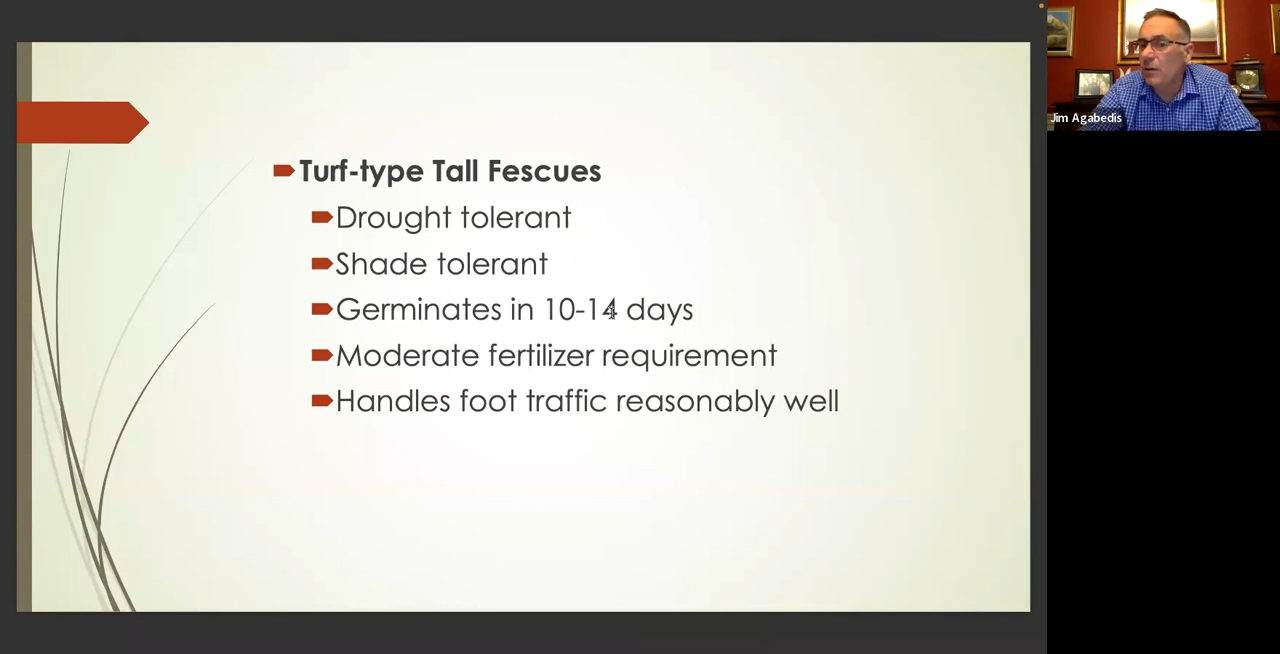 Turf-type Tall Fescues
Drought tolerant
Shade tolerant
Germinates in 10-14 days
Moderate fertilizer requirement
Handles foot traffic reasonably well
Jim Agabedis